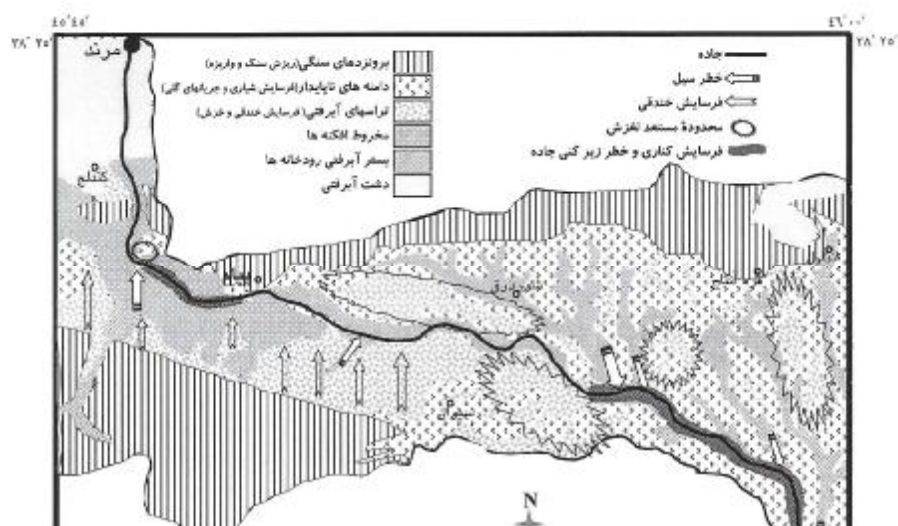 ۴۵°۴۵'
۴۶°۰۰'
۳۸°۲۵'
۳۸°۲۵'
مرند
برونزدهای سنگی(ریزش سنگ و واریزه)
دامنه های ناپایدار(فرسایش شیاری و جریانهای گلی)
تراسهای آبرفتی(فرسایش خندقی و خزش)
مخروط افکنه ها
بستر آبرفتی رودخانه ها
دشت آبرفتی
جاده
خطر سیل
فرسایش خندقی
محدودهٔ مستعد لغزش
فرسایش کناری و خطر زیر کنی جاده
N